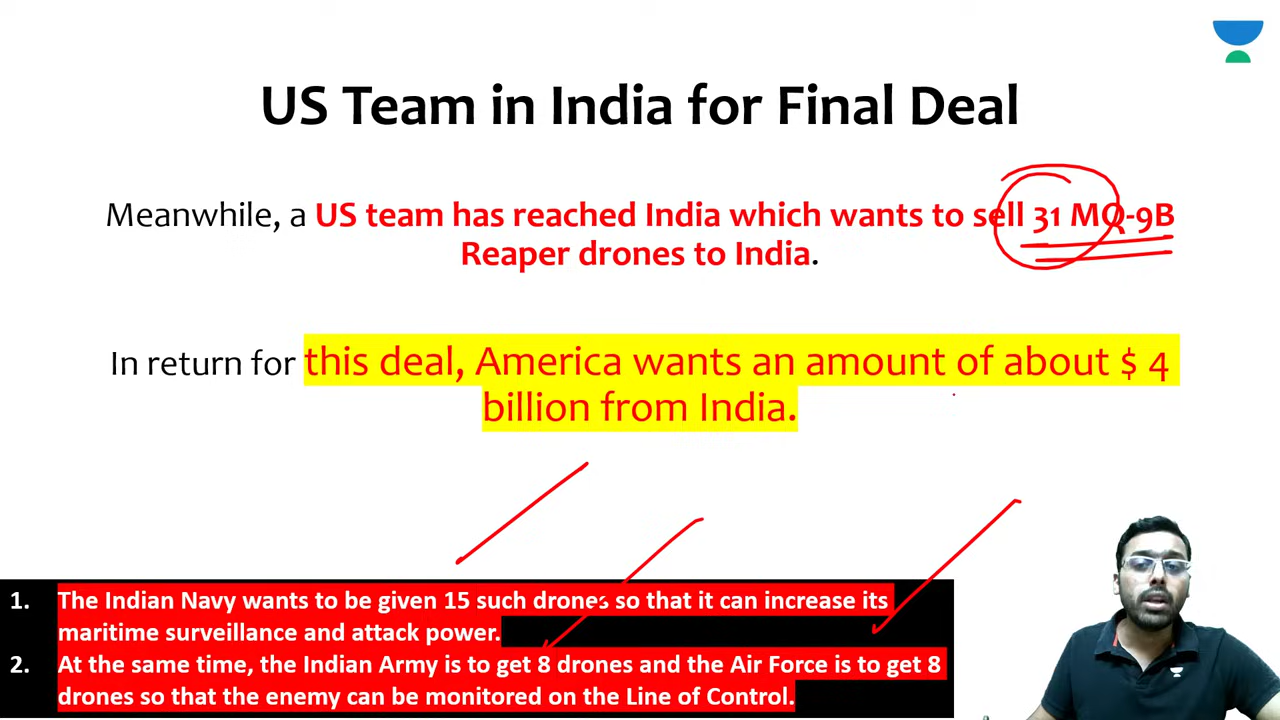 US Team in India for Final Deal
Meanwhile, a US team has reached India which wants to sell 31 MQ-9B
Reaper drones to India.
In return for this deal, America wants an amount of about $ 4
billion from India.
1. The Indian Navy wants to be given 15 such drones so that it can increase its
maritime surveillance and attack power.
2. At the same time, the Indian Army is to get 8 drones and the Air Force is to get 8
drones so that the enemy can be monitored on the Line of Control.